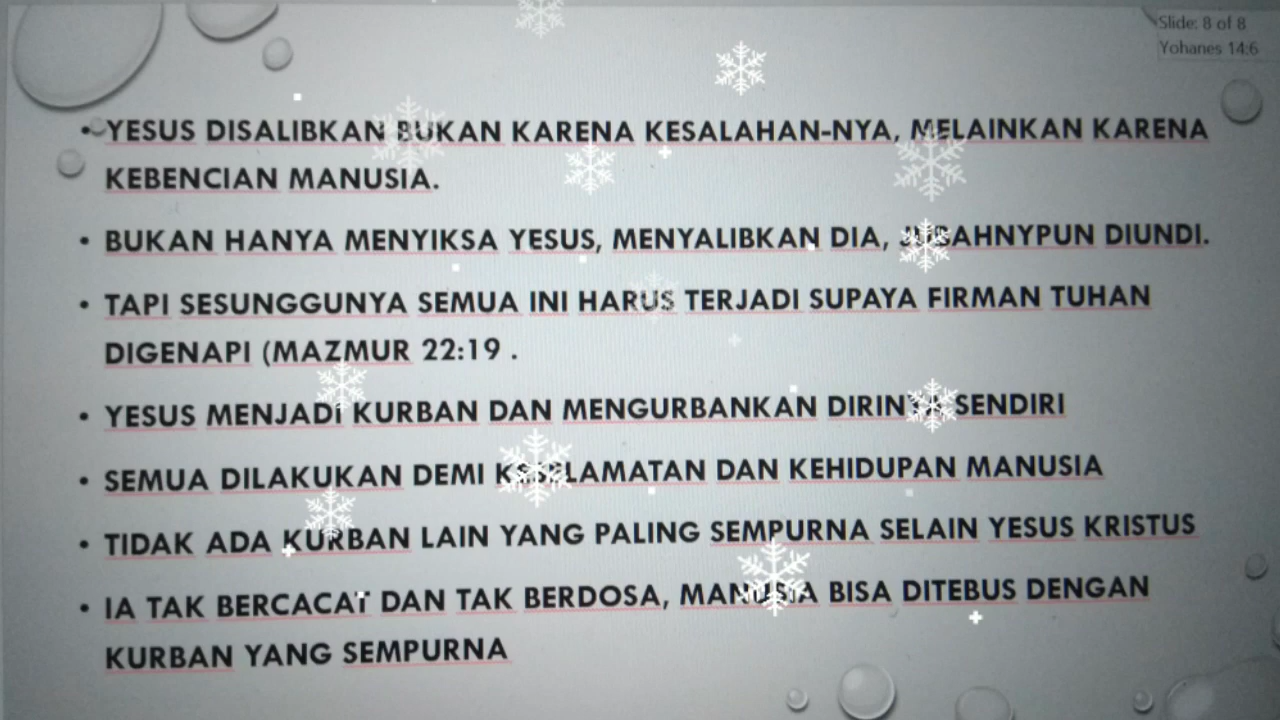 Slide: 8 of 8
Yohanes 14:6
• YESUS DISALIBKAN BUKAN KARENA KESALAHAN-NYA, MELAINKAN KARENA
KEBENCIAN MANUSIA.
• BUKAN HANYA MENYIKSA YESUS, MENYALIBKAN DIA, JUBAHNYPUN DIUNDI.
• TAPI SESUNGGUNYA SEMUA INI HARUS TERJADI SUPAYA FIRMAN TUHAN
DIGENAPI (MAZMUR 22:19 .
• YESUS MENJADI KURBAN DAN MENGURBANKAN DIRINYA SENDIRI
• SEMUA DILAKUKAN DEMI KESELAMATAN DAN KEHIDUPAN MANUSIA
• TIDAK ADA KURBAN LAIN YANG PALING SEMPURNA SELAIN YESUS KRISTUS
• IA TAK BERCACAT DAN TAK BERDOSA, MANUSIA BISA DITEBUS DENGAN
KURBAN YANG SEMPURNA